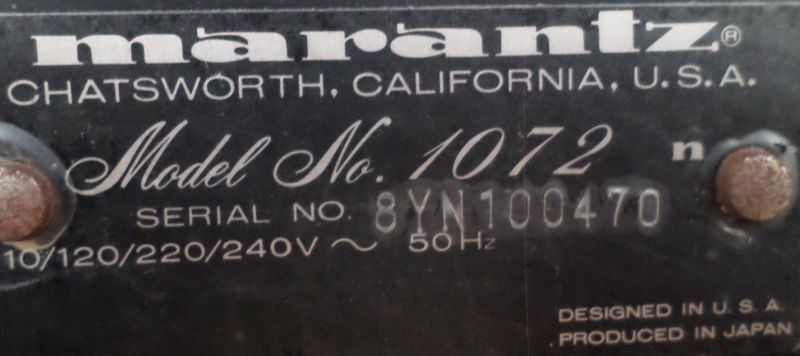 marantz®
CHATSWORTH, CALIFORNIA, U.S.A.
Model No. 1072 n
SERIAL NO. 8YN100470
10/120/220/240V ~ 50Hz
DESIGNED IN U.S.A
PRODUCED IN JAPAN